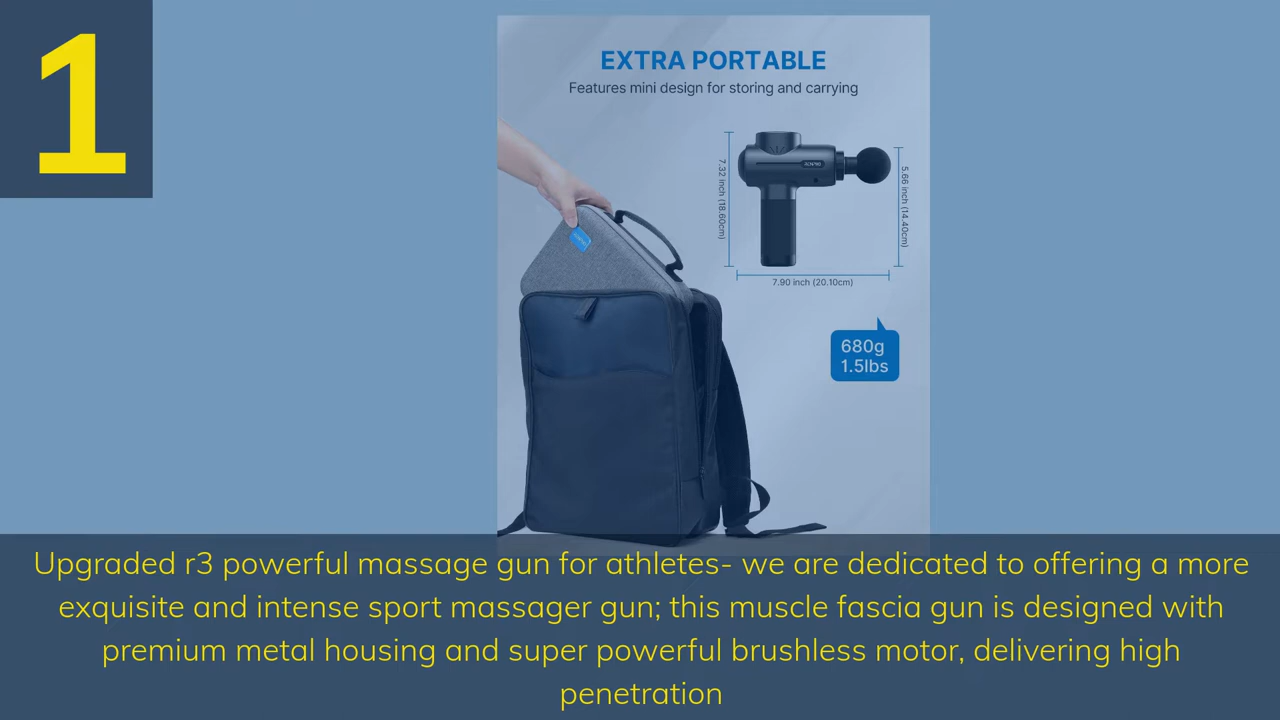 1
EXTRA PORTABLE
Features mini design for storing and carrying
7.32 inch (18.60cm)
5.66 inch (14.40cm)
7.90 inch (20.10cm)
680g
1.5lbs
Upgraded r3 powerful massage gun for athletes- we are dedicated to offering a more
exquisite and intense sport massager gun; this muscle fascia gun is designed with
premium metal housing and super powerful brushless motor, delivering high
penetration